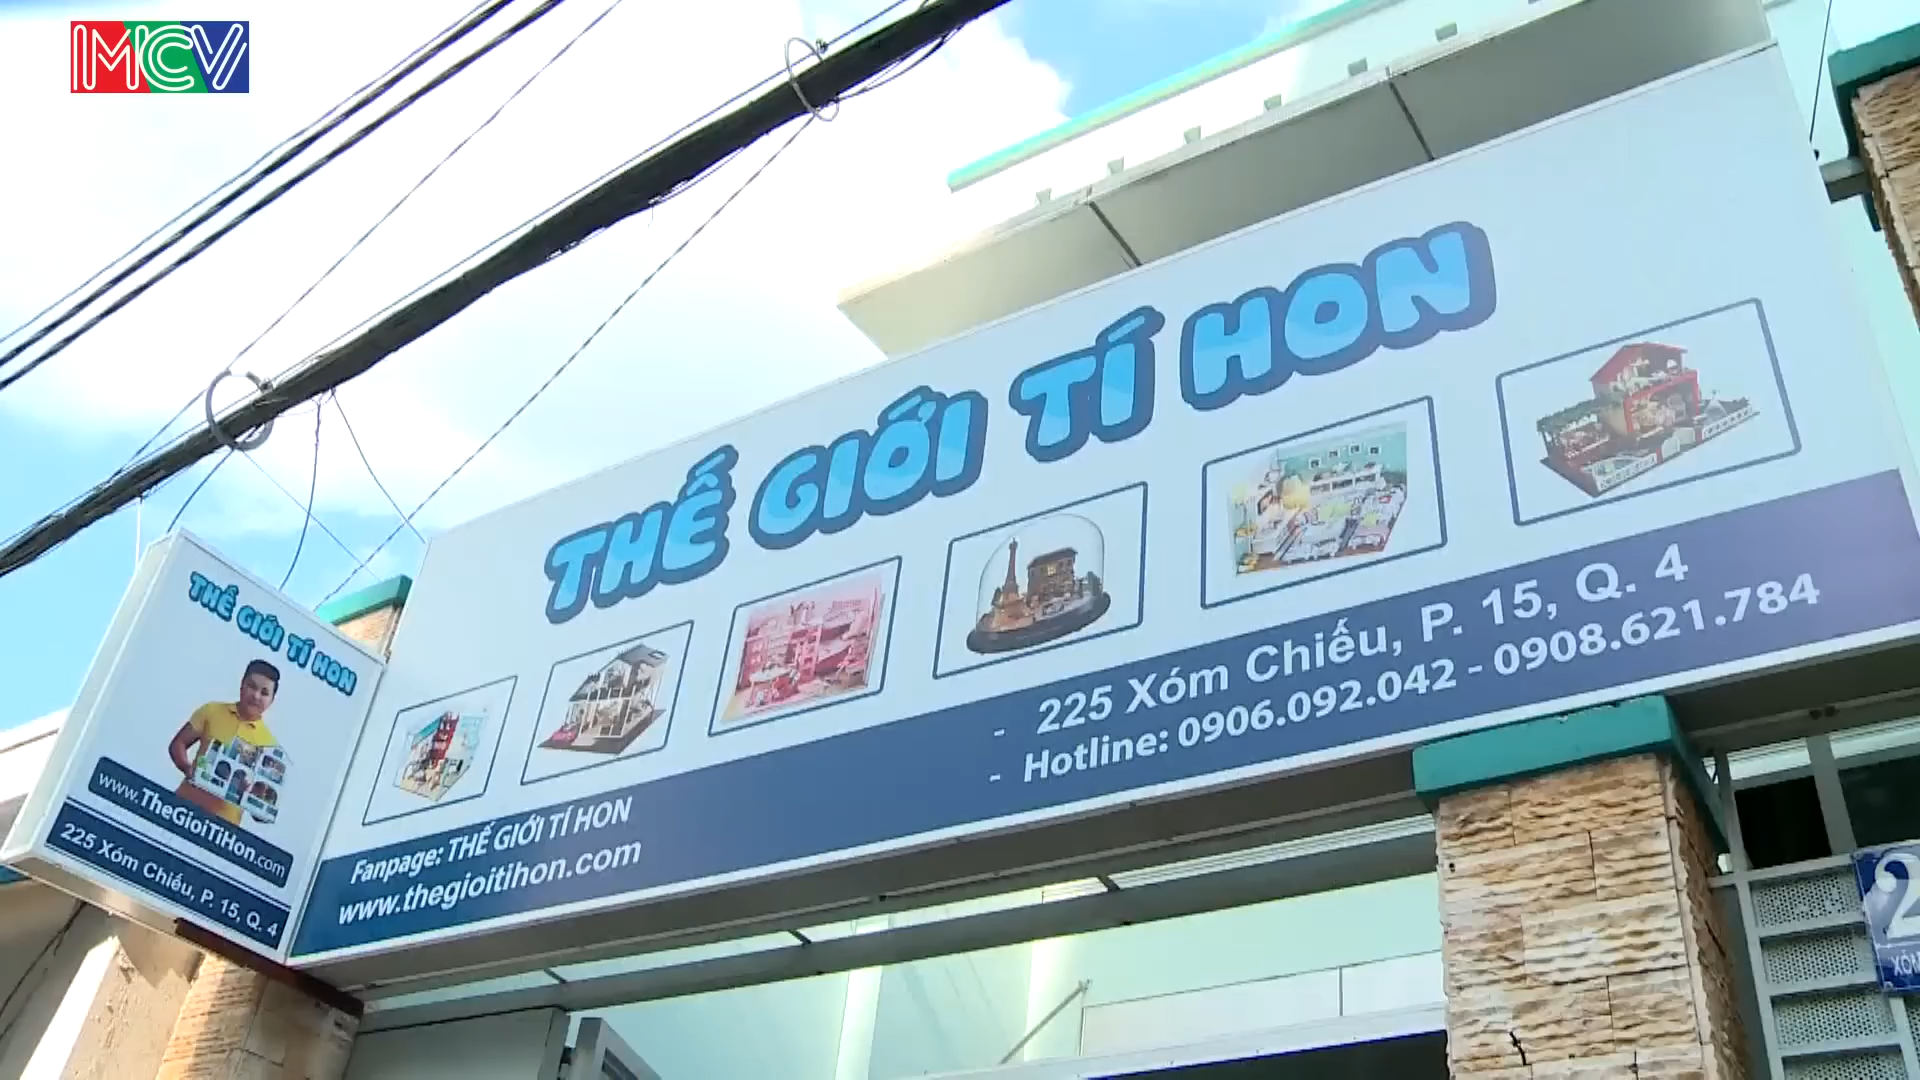 MCV
THẾ GIỚI TÍ HON
- 225 Xóm Chiếu, P. 15, Q. 4
- Hotline: 0906.092.042 - 0908.621.784
Fanpage: THẾ GIỚI TÍ HON
www.thegioitihon.com
THẾ GIỚI TÍ HON
www.TheGioiTiHon.com
225 Xóm Chiếu, P. 15, Q. 4